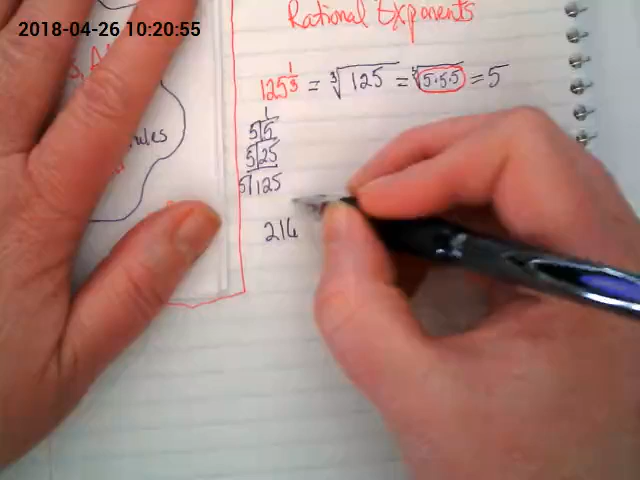 2018-04-26 10:20:55
Rational Exponents
125^1/3 = ∛125 = ∛5·5·5 = 5
1
5|5
5|25
5|125
216
rules